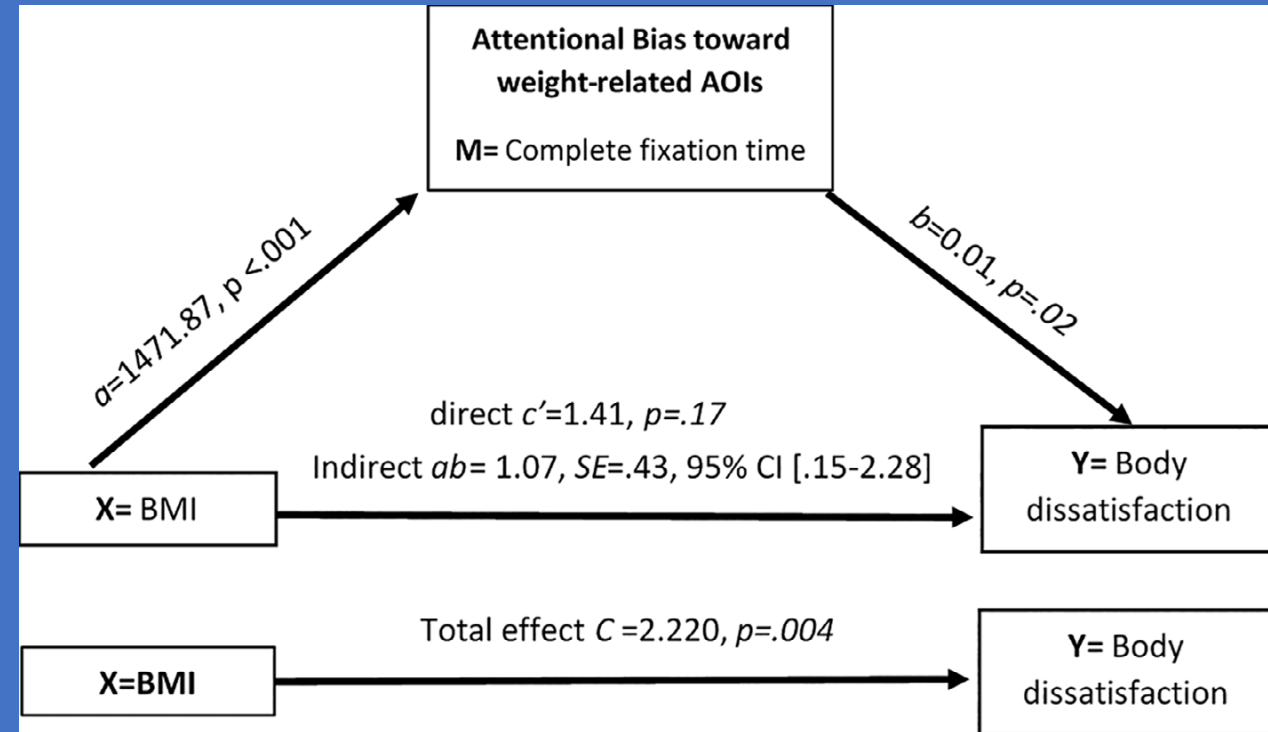 Attentional Bias toward
weight-related AOIs
M= Complete fixation time
a=1471.87, p <.001
b=0.01, p=.02
direct c’=1.41, p=.17
Indirect ab= 1.07, SE=.43, 95% CI [.15-2.28]
X= BMI
Y= Body
dissatisfaction
Total effect C =2.220, p=.004
X=BMI
Y= Body
dissatisfaction